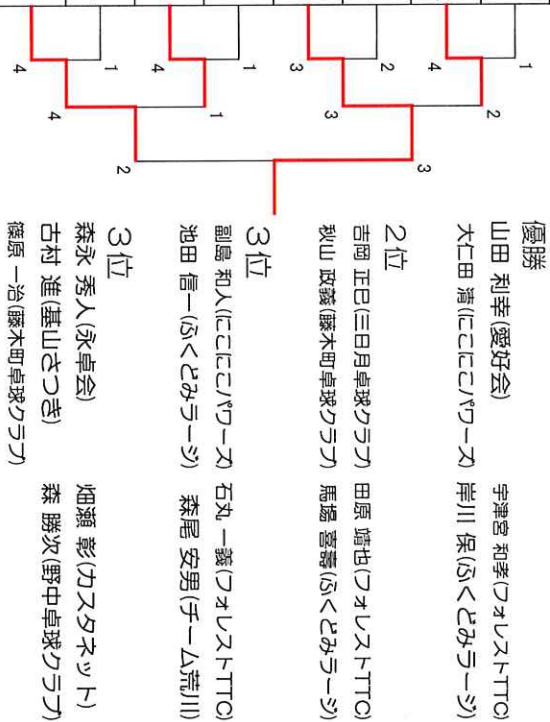 優勝
山田 利幸(愛好会) 宇津宮 和孝(フォレストTTC)
大仁田 清(にこにこパワーズ) 岸川 保(ふくどみラージ)
2位
吉岡 正巳(三日月卓球クラブ) 田原 靖也(フォレストTTC)
秋山 政義(藤木町卓球クラブ) 馬場 喜壽(ふくどみラージ)
3位
副島 和人(にこにこパワーズ) 石丸 一義(フォレストTTC)
池田 信一(ふくどみラージ) 森尾 安男(チーム荒川)
3位
森永 秀人(永卓会) 畑瀬 彰(カスタネット)
古村 進(基山さつき) 森 勝次(野中卓球クラブ)
篠原 一治(藤木町卓球クラブ)
1
4
2
2
3
3
3
1
4
1
1
4
4
2